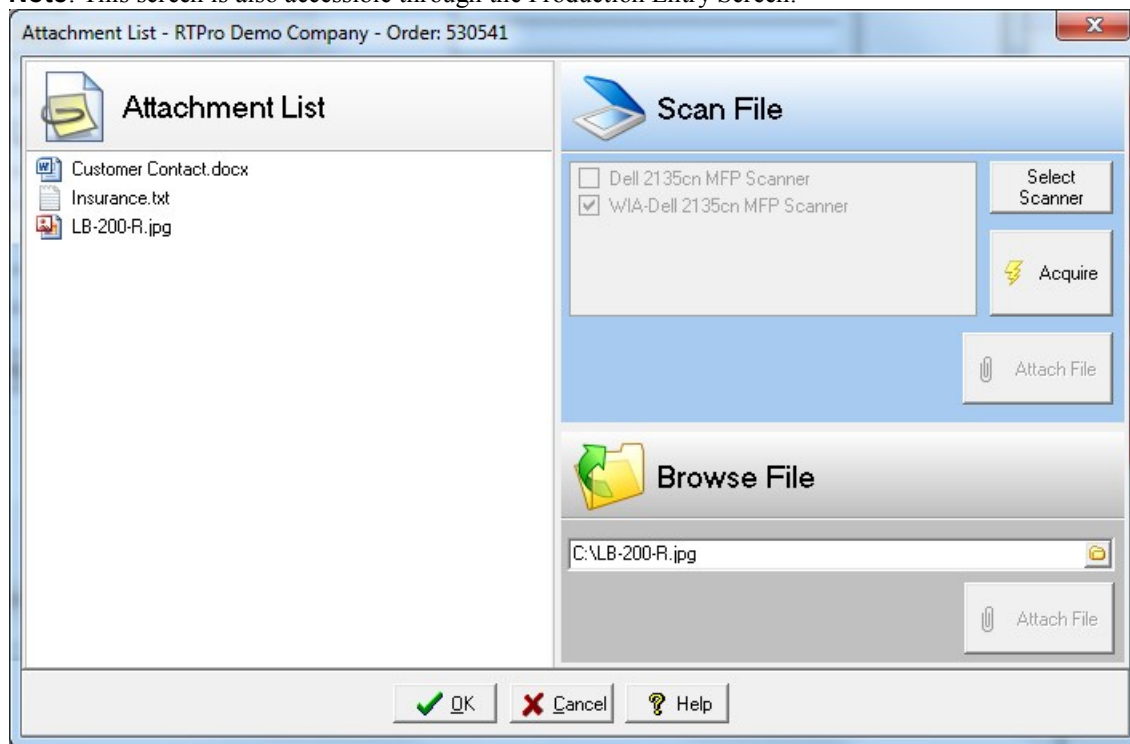 Note: This screen is also accessible through the Production Entry Screen.
Attachment List - RTPro Demo Company - Order: 530541
Attachment List
Customer Contact.docx
Insurance.txt
LB-200-R.jpg
Scan File
Dell 2135cn MFP Scanner
WIA-Dell 2135cn MFP Scanner
Select
Scanner
Acquire
Attach File
Browse File
C:\LB-200-R.jpg
Attach File
OK
Cancel
Help